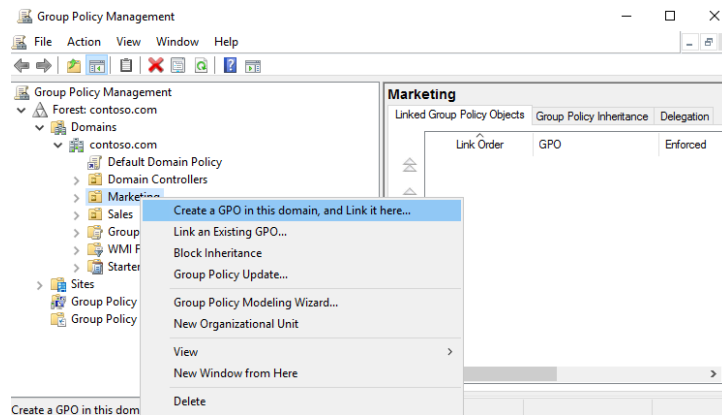 Group Policy Management
File Action View Window Help
Group Policy Management
Forest: contoso.com
Domains
contoso.com
Default Domain Policy
Domain Controllers
Marketing
Sales
Group
WMI F
Starter
Sites
Group Policy
Group Policy
Create a GPO in this dom
Create a GPO in this domain, and Link it here...
Link an Existing GPO...
Block Inheritance
Group Policy Update...
Group Policy Modeling Wizard...
New Organizational Unit
View
New Window from Here
Delete
Marketing
Linked Group Policy Objects Group Policy Inheritance Delegation
Link Order GPO Enforced